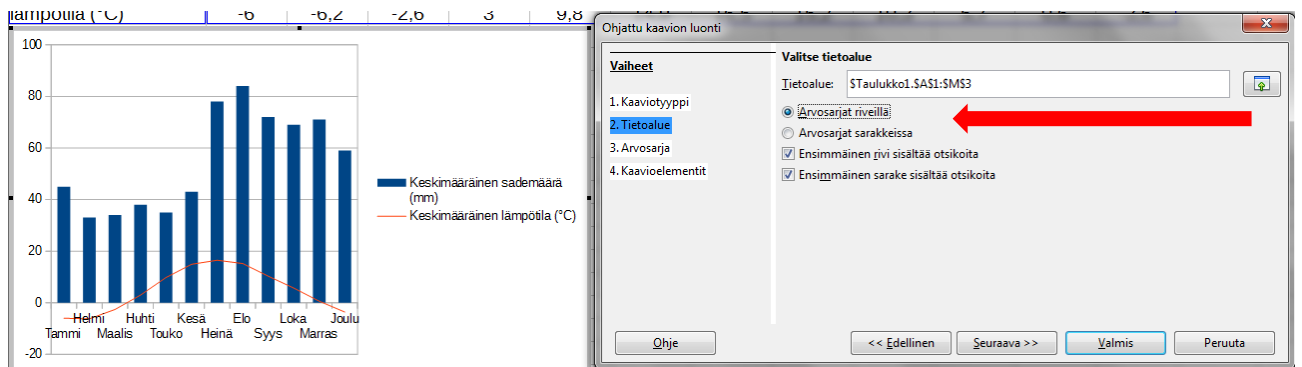 lämpötila (°C) -6 -6,2 -2,6 3 9,8
100
80
60
40
20
0
-20
Helmi Huhti Kesä Elo Loka Joulu
Tammi Maalis Touko Heinä Syys Marras
Keskimääräinen sademäärä
(mm)
Keskimääräinen lämpötila (°C)
Ohjattu kaavion luonti
Vaiheet
1. Kaaviotyyppi
2. Tietoalue
3. Arvosarja
4. Kaavioelementit
Valitse tietoalue
Tietoalue: $Taulukko1.$A$1:$M$3
Arvosarjat riveillä
Arvosarjat sarakkeissa
Ensimmäinen rivi sisältää otsikoita
Ensimmäinen sarake sisältää otsikoita
Ohje
<< Edellinen
Seuraava >>
Valmis
Peruuta